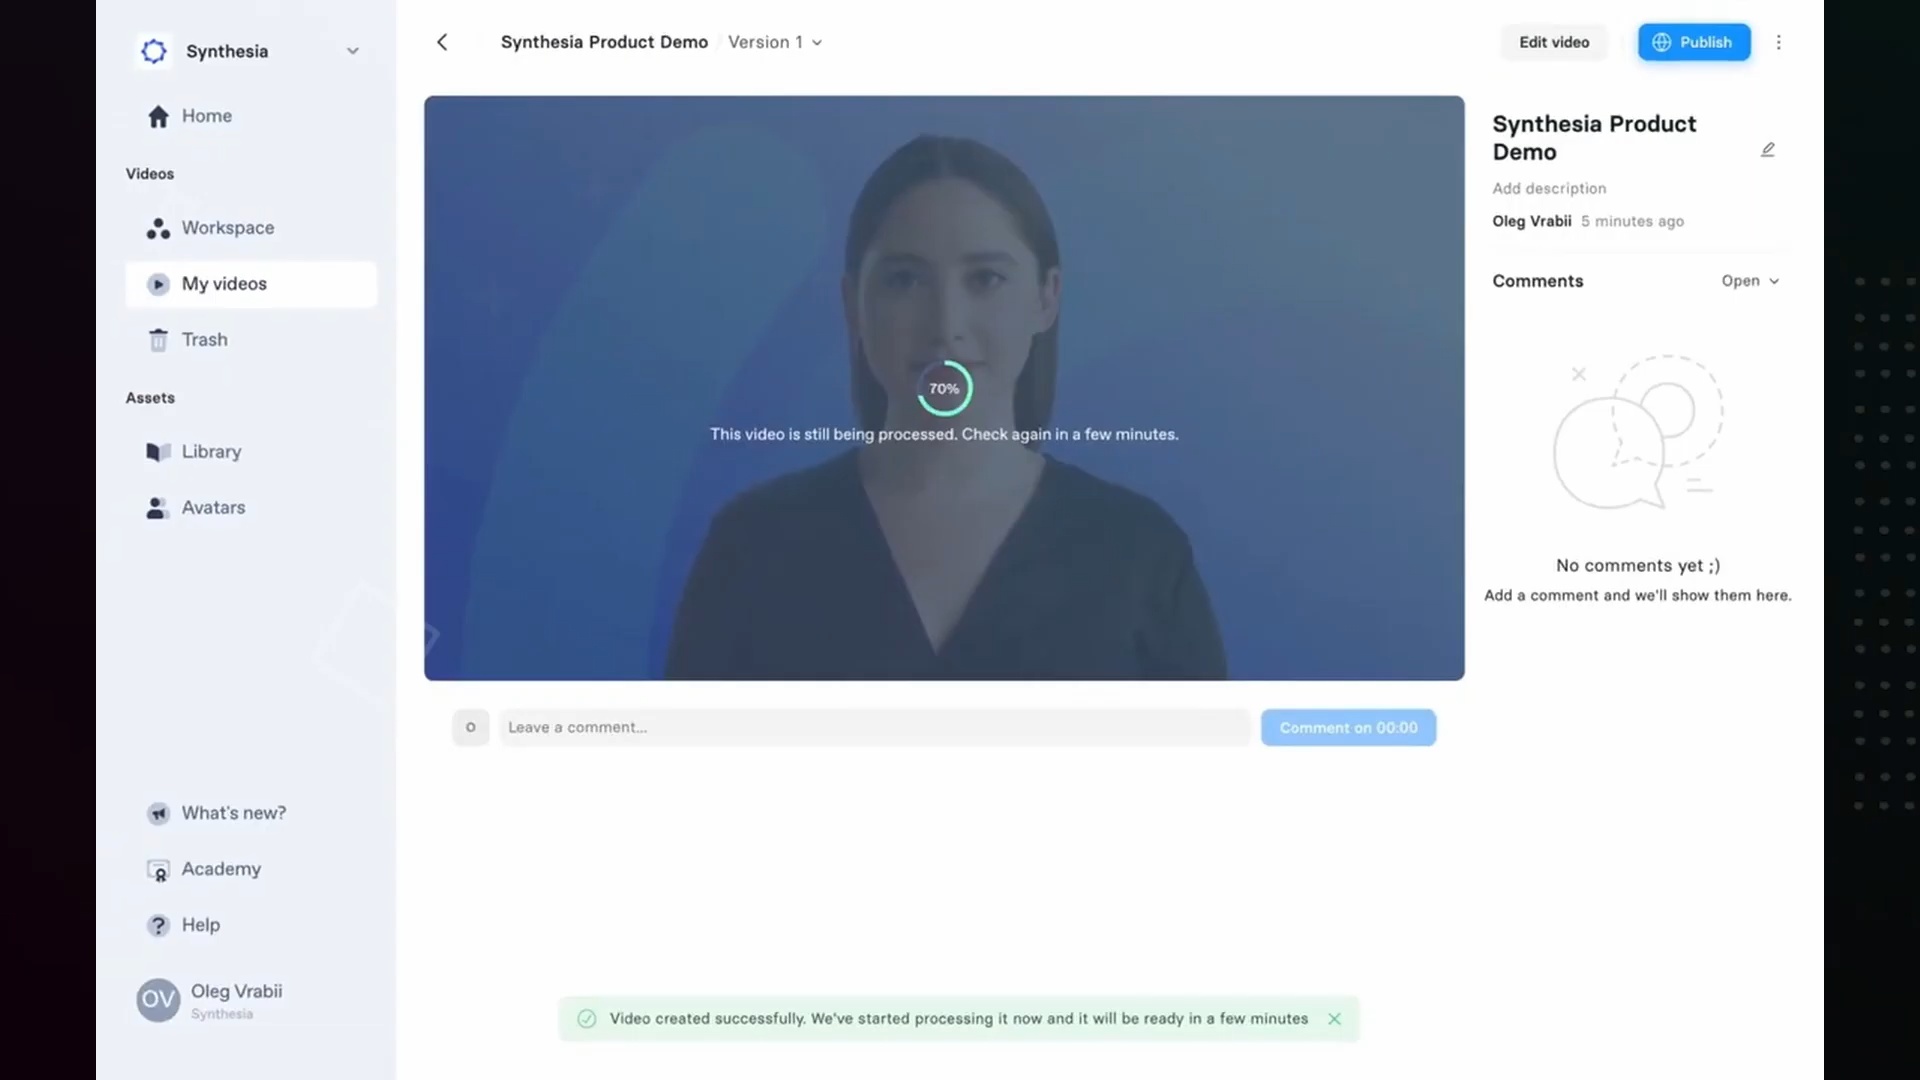 Synthesia
Home
Videos
Workspace
My videos
Trash
Assets
Library
Avatars
What's new?
Academy
Help
OV
Oleg Vrabii
Synthesia
Synthesia Product Demo
Version 1
Edit video
Publish
70%
This video is still being processed. Check again in a few minutes.
O
Leave a comment...
Comment on 00:00
Synthesia Product
Demo
Add description
Oleg Vrabii 5 minutes ago
Comments
Open
No comments yet ;)
Add a comment and we'll show them here.
Video created successfully. We've started processing it now and it will be ready in a few minutes